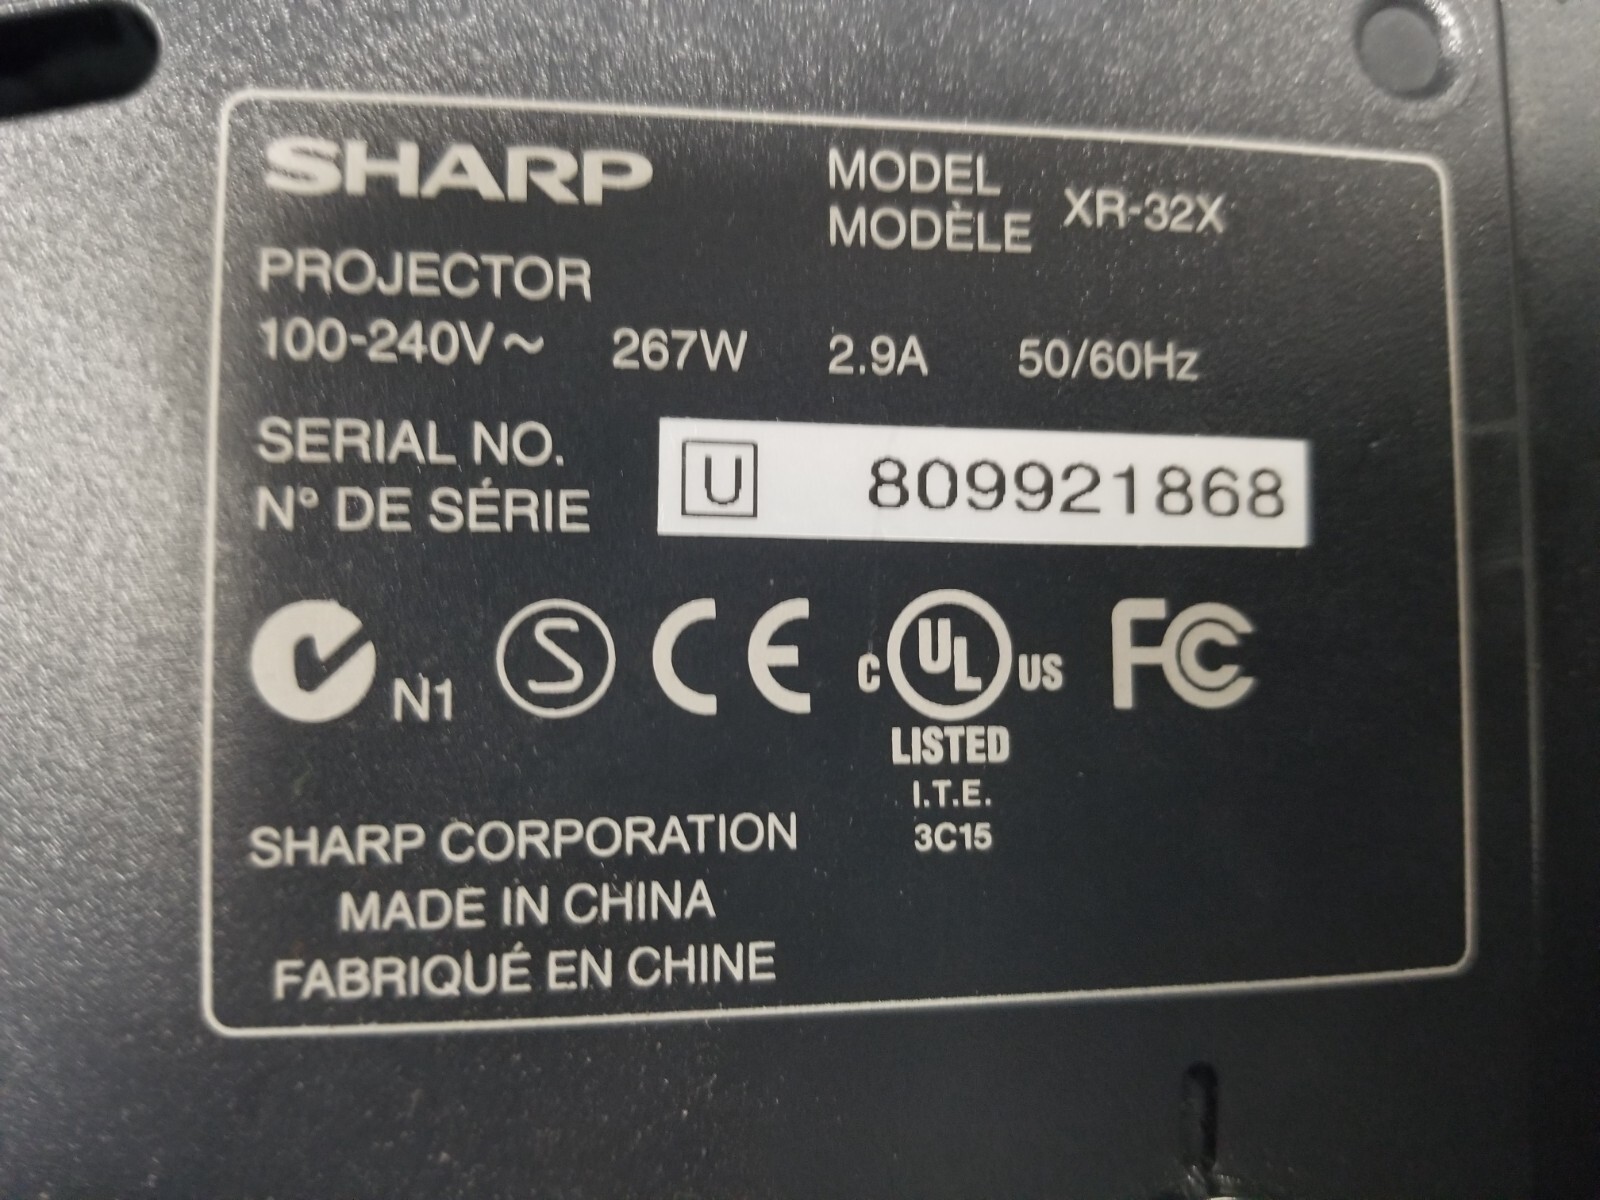 SHARP
MODEL
MODÈLE XR-32X
PROJECTOR
100-240V~ 267W 2.9A 50/60Hz
SERIAL NO.
N° DE SÉRIE
U 809921868
N1 S CE C UL US FC
LISTED
I.T.E.
3C15
SHARP CORPORATION
MADE IN CHINA
FABRIQUÉ EN CHINE